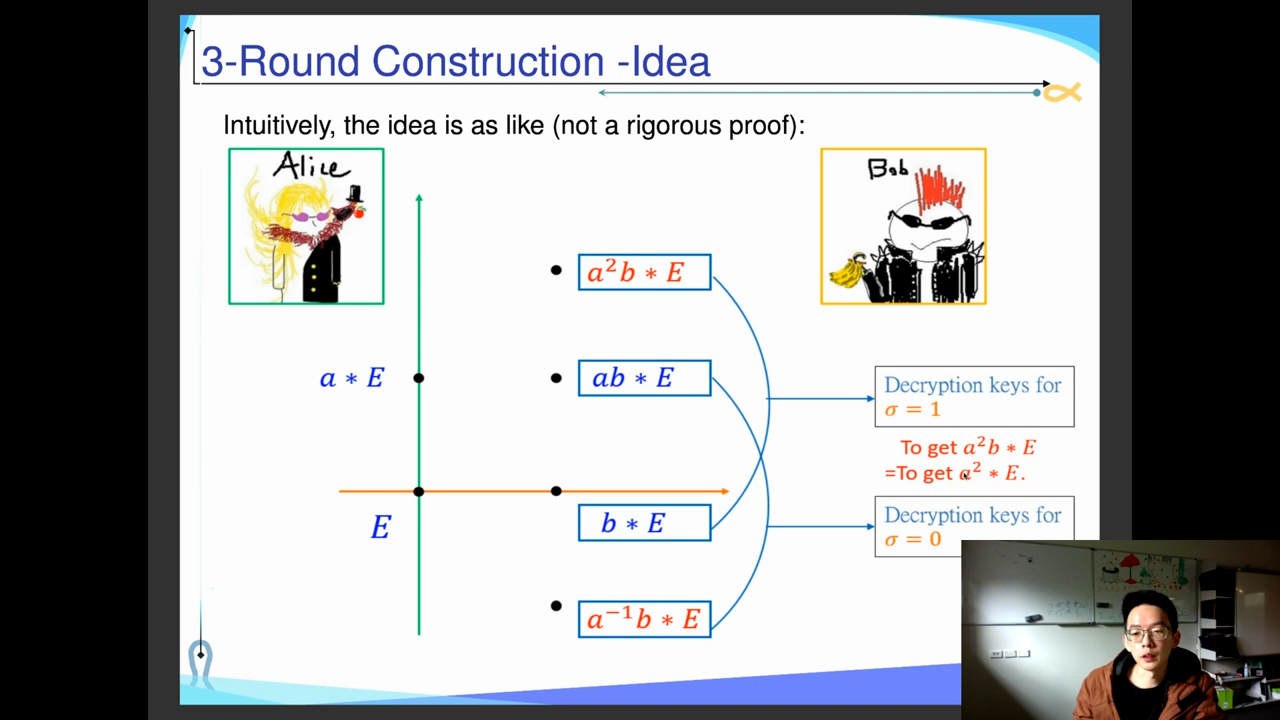 3-Round Construction -Idea
Intuitively, the idea is as like (not a rigorous proof):
Alice
Bob
a²b ∗ E
a ∗ E
ab ∗ E
Decryption keys for
σ = 1
To get a²b ∗ E
=To get a² ∗ E.
E
b ∗ E
Decryption keys for
σ = 0
a⁻¹b ∗ E